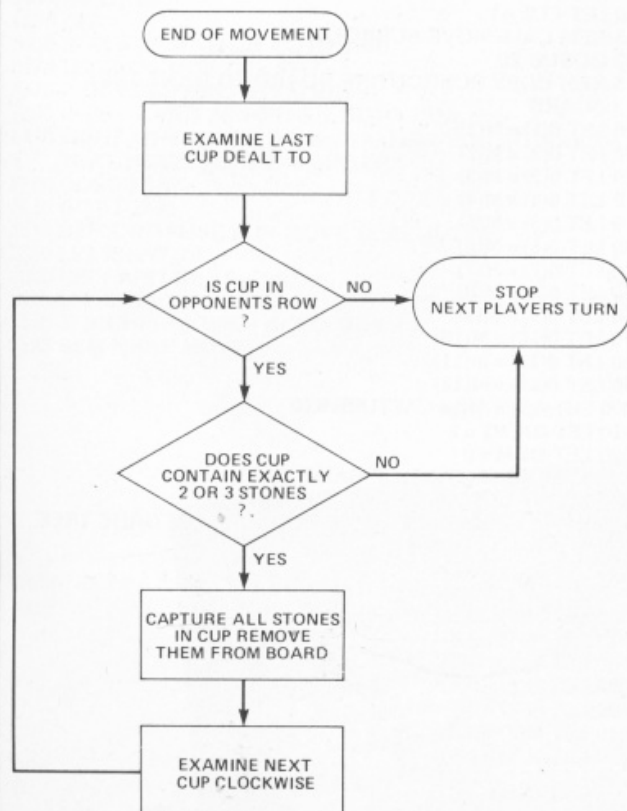 END OF MOVEMENT
EXAMINE LAST
CUP DEALT TO
IS CUP IN
OPPONENTS ROW
?
NO
STOP
NEXT PLAYERS TURN
YES
DOES CUP
CONTAIN EXACTLY
2 OR 3 STONES
?
NO
YES
CAPTURE ALL STONES
IN CUP REMOVE
THEM FROM BOARD
EXAMINE NEXT
CUP CLOCKWISE